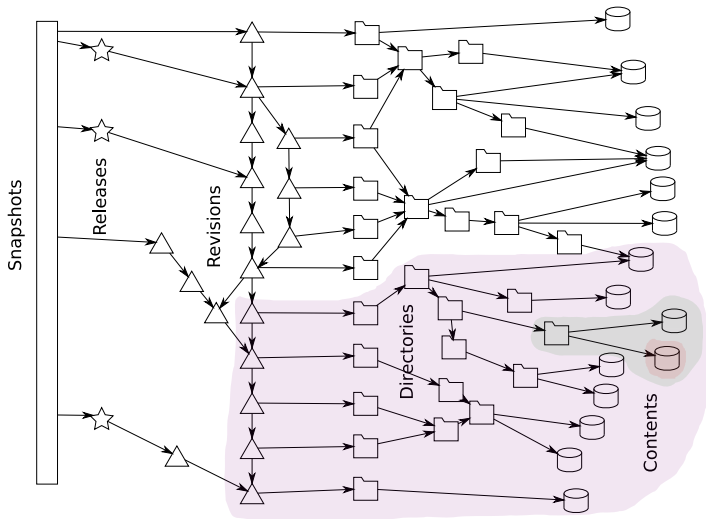 Snapshots
Releases
Revisions
Directories
Contents